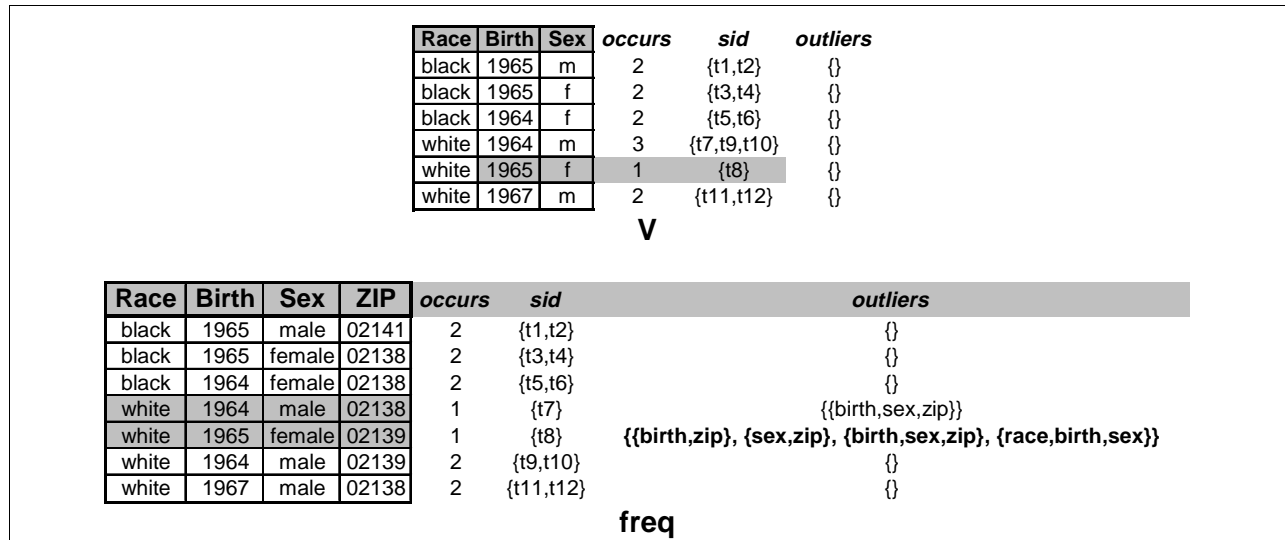 Race Birth Sex occurs sid outliers
black 1965 m 2 {t1,t2} {}
black 1965 f 2 {t3,t4} {}
black 1964 f 2 {t5,t6} {}
white 1964 m 3 {t7,t9,t10} {}
white 1965 f 1 {t8} {}
white 1967 m 2 {t11,t12} {}
V
Race Birth Sex ZIP occurs sid outliers
black 1965 male 02141 2 {t1,t2} {}
black 1965 female 02138 2 {t3,t4} {}
black 1964 female 02138 2 {t5,t6} {}
white 1964 male 02138 1 {t7} {{birth,sex,zip}}
white 1965 female 02139 1 {t8} {{birth,zip}, {sex,zip}, {birth,sex,zip}, {race,birth,sex}}
white 1964 male 02139 2 {t9,t10} {}
white 1967 male 02138 2 {t11,t12} {}
freq